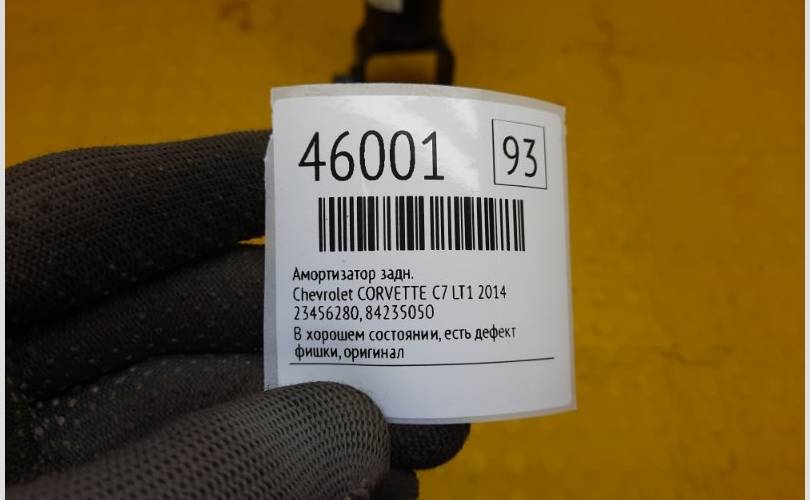 46001 93
Амортизатор задн.
Chevrolet CORVETTE C7 LT1 2014
23456280, 84235050
В хорошем состоянии, есть дефект
фишки, оригинал